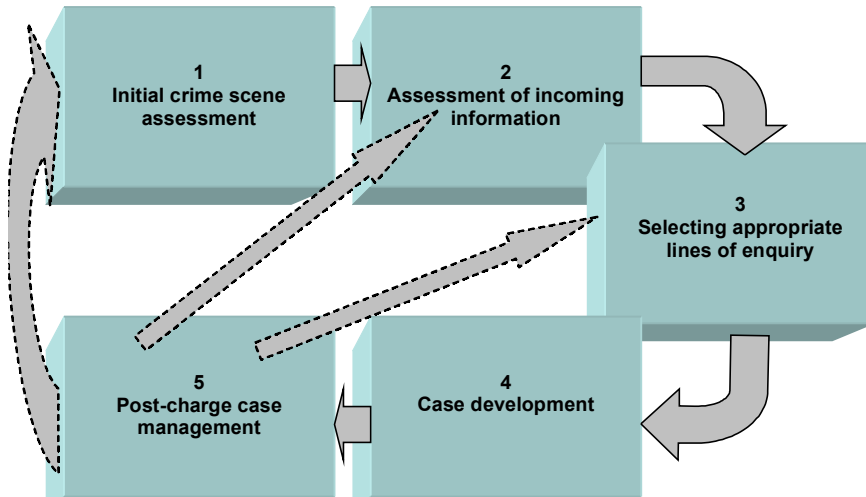 1
Initial crime scene
assessment
2
Assessment of incoming
information
3
Selecting appropriate
lines of enquiry
4
Case development
5
Post-charge case
management